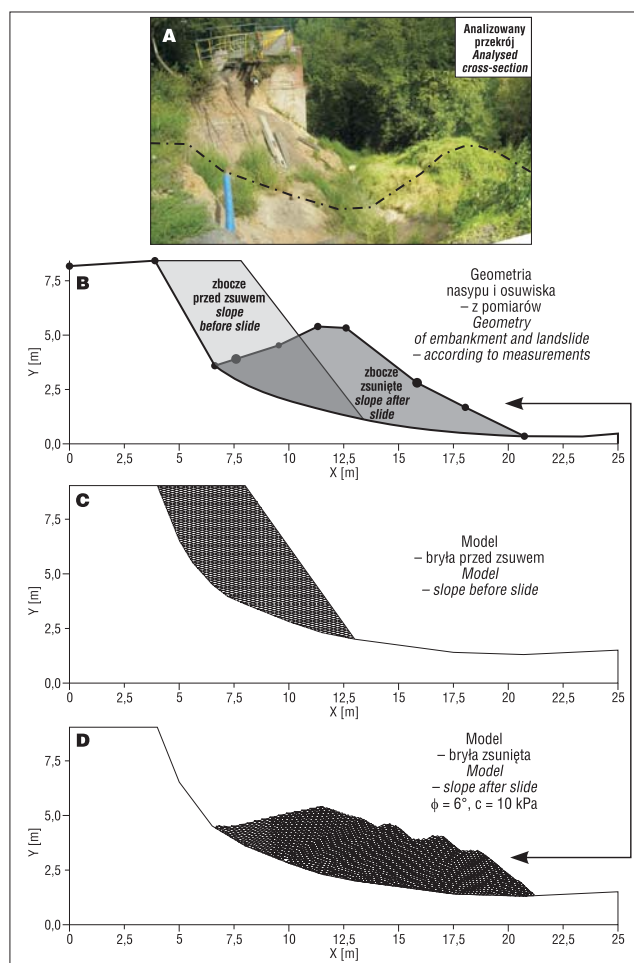 A
Analizowany
przekrój
Analysed
cross-section
B
zbocze
przed zsuwem
slope
before slide
zbocze
zsunięte
slope after
slide
Geometria
nasypu i osuwiska
– z pomiarów
Geometry
of embankment and landslide
– according to measurements
7,5
5,0
2,5
0,0
Y [m]
0 2,5 5 7,5 10 12,5 15 17,5 20 22,5 25
X [m]
C
Model
– bryła przed zsuwem
Model
– slope before slide
7,5
5,0
2,5
0,0
Y [m]
0 2,5 5 7,5 10 12,5 15 17,5 20 22,5 25
X [m]
D
Model
– bryła zsunięta
Model
– slope after slide
ϕ = 6°, c = 10 kPa
7,5
5,0
2,5
0,0
Y [m]
0 2,5 5 7,5 10 12,5 15 17,5 20 22,5 25
X [m]